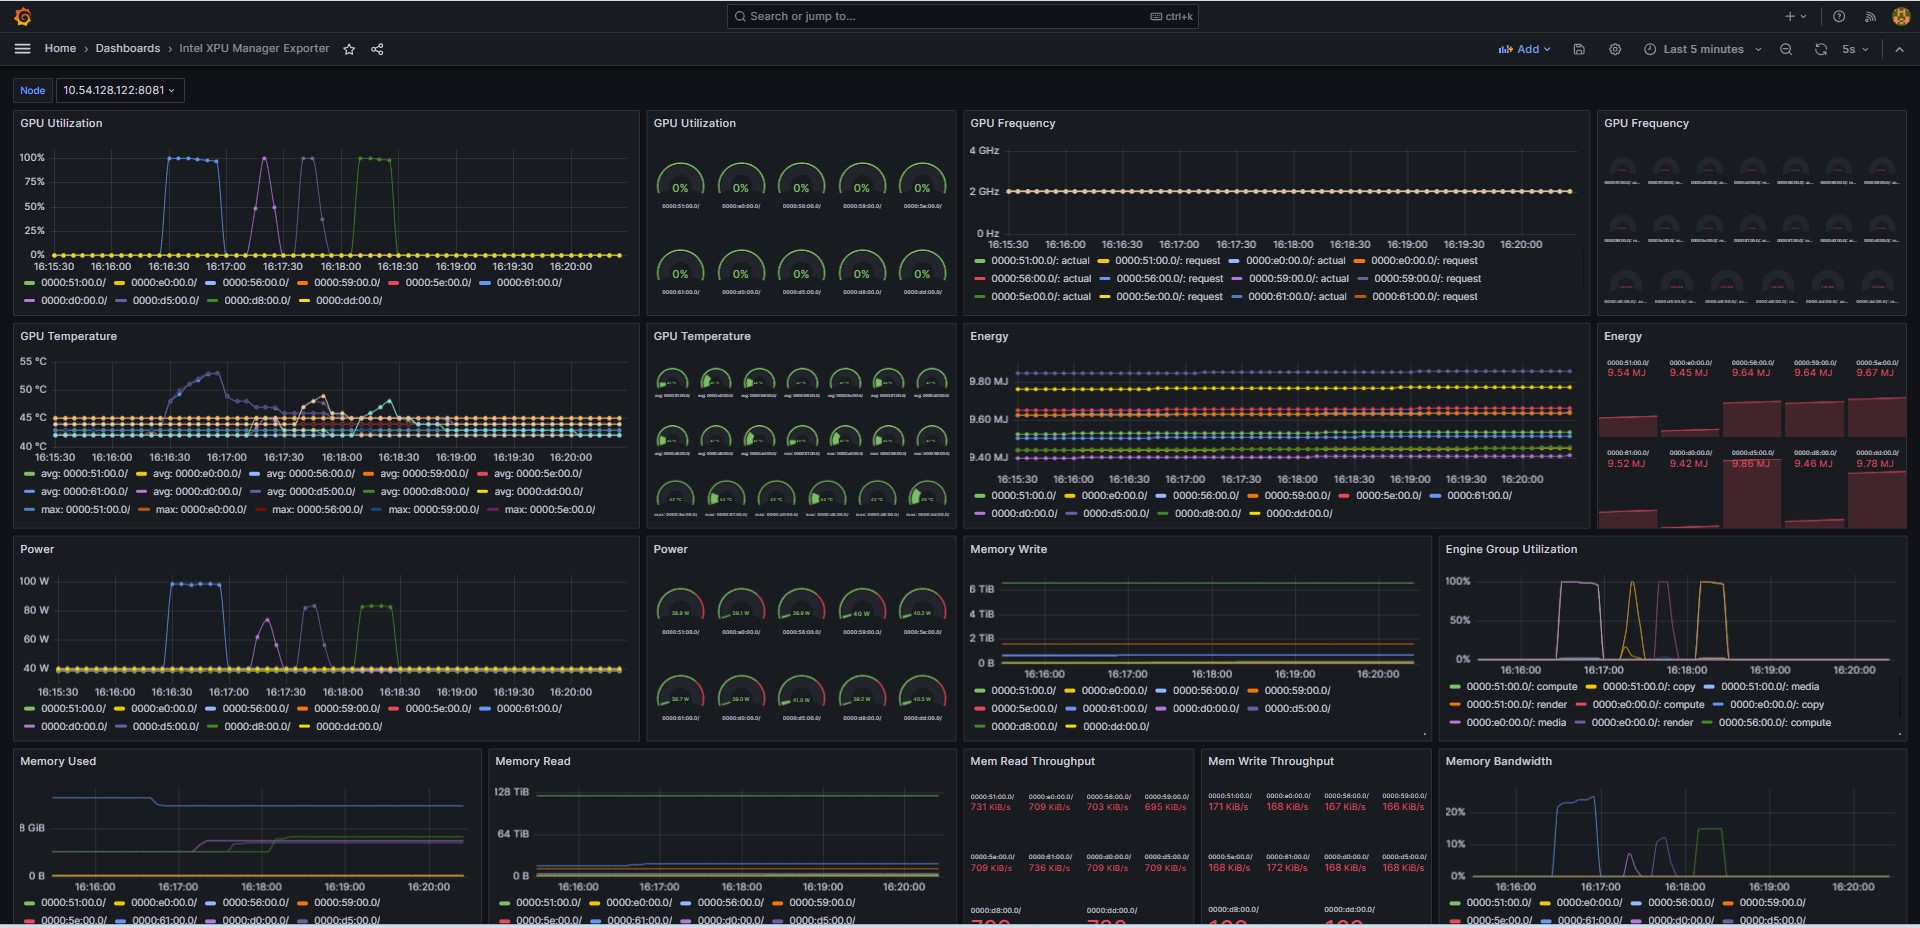 Search or jump to...
ctrl+k
Home › Dashboards › Intel XPU Manager Exporter
Add
Last 5 minutes
5s
Node
10.54.128.122:8081
GPU Utilization
100%
75%
50%
25%
0%
16:15:30 16:16:00 16:16:30 16:17:00 16:17:30 16:18:00 16:18:30 16:19:00 16:19:30 16:20:00
0000:51:00.0/ 0000:e0:00.0/ 0000:56:00.0/ 0000:59:00.0/ 0000:5e:00.0/ 0000:61:00.0/
0000:d0:00.0/ 0000:d5:00.0/ 0000:d8:00.0/ 0000:dd:00.0/
GPU Utilization
0% 0% 0% 0% 0%
0000:51:00.0/ 0000:e0:00.0/ 0000:56:00.0/ 0000:59:00.0/ 0000:5e:00.0/
0% 0% 0% 0% 0%
0000:61:00.0/ 0000:d0:00.0/ 0000:d5:00.0/ 0000:d8:00.0/ 0000:dd:00.0/
GPU Frequency
4 GHz
2 GHz
0 Hz
16:15:30 16:16:00 16:16:30 16:17:00 16:17:30 16:18:00 16:18:30 16:19:00 16:19:30 16:20:00
0000:51:00.0/: actual 0000:51:00.0/: request 0000:e0:00.0/: actual 0000:e0:00.0/: request
0000:56:00.0/: actual 0000:56:00.0/: request 0000:59:00.0/: actual 0000:59:00.0/: request
0000:5e:00.0/: actual 0000:5e:00.0/: request 0000:61:00.0/: actual 0000:61:00.0/: request
GPU Frequency
GPU Temperature
55 °C
50 °C
45 °C
40 °C
16:15:30 16:16:00 16:16:30 16:17:00 16:17:30 16:18:00 16:18:30 16:19:00 16:19:30 16:20:00
avg: 0000:51:00.0/ avg: 0000:e0:00.0/ avg: 0000:56:00.0/ avg: 0000:59:00.0/ avg: 0000:5e:00.0/
avg: 0000:61:00.0/ avg: 0000:d0:00.0/ avg: 0000:d5:00.0/ avg: 0000:d8:00.0/ avg: 0000:dd:00.0/
max: 0000:51:00.0/ max: 0000:e0:00.0/ max: 0000:56:00.0/ max: 0000:59:00.0/ max: 0000:5e:00.0/
GPU Temperature
Energy
9.80 MJ
9.60 MJ
9.40 MJ
16:15:30 16:16:00 16:16:30 16:17:00 16:17:30 16:18:00 16:18:30 16:19:00 16:19:30 16:20:00
0000:51:00.0/ 0000:e0:00.0/ 0000:56:00.0/ 0000:59:00.0/ 0000:5e:00.0/ 0000:61:00.0/
0000:d0:00.0/ 0000:d5:00.0/ 0000:d8:00.0/ 0000:dd:00.0/
Energy
0000:51:00.0/ 0000:e0:00.0/ 0000:56:00.0/ 0000:59:00.0/ 0000:5e:00.0/
9.54 MJ 9.45 MJ 9.64 MJ 9.64 MJ 9.67 MJ
0000:61:00.0/ 0000:d0:00.0/ 0000:d5:00.0/ 0000:d8:00.0/ 0000:dd:00.0/
9.52 MJ 9.42 MJ 9.86 MJ 9.46 MJ 9.78 MJ
Power
100 W
80 W
60 W
40 W
16:15:30 16:16:00 16:16:30 16:17:00 16:17:30 16:18:00 16:18:30 16:19:00 16:19:30 16:20:00
0000:51:00.0/ 0000:e0:00.0/ 0000:56:00.0/ 0000:59:00.0/ 0000:5e:00.0/ 0000:61:00.0/
0000:d0:00.0/ 0000:d5:00.0/ 0000:d8:00.0/ 0000:dd:00.0/
Power
40 W 40.2 W
0000:51:00.0/ 0000:e0:00.0/ 0000:56:00.0/ 0000:59:00.0/ 0000:5e:00.0/
0000:61:00.0/ 0000:d0:00.0/ 0000:d5:00.0/ 0000:d8:00.0/ 0000:dd:00.0/
Memory Write
6 TiB
4 TiB
2 TiB
0 B
16:16:00 16:17:00 16:18:00 16:19:00 16:20:00
0000:51:00.0/ 0000:e0:00.0/ 0000:56:00.0/ 0000:59:00.0/
0000:5e:00.0/ 0000:61:00.0/ 0000:d0:00.0/ 0000:d5:00.0/
0000:d8:00.0/ 0000:dd:00.0/
Engine Group Utilization
100%
50%
0%
16:16:00 16:17:00 16:18:00 16:19:00 16:20:00
0000:51:00.0/: compute 0000:51:00.0/: copy 0000:51:00.0/: media
0000:51:00.0/: render 0000:e0:00.0/: compute 0000:e0:00.0/: copy
0000:e0:00.0/: media 0000:e0:00.0/: render 0000:56:00.0/: compute
Memory Used
8 GiB
0 B
16:16:00 16:17:00 16:18:00 16:19:00 16:20:00
0000:51:00.0/ 0000:e0:00.0/ 0000:56:00.0/ 0000:59:00.0/
0000:5e:00.0/ 0000:61:00.0/ 0000:d0:00.0/ 0000:d5:00.0/
Memory Read
128 TiB
64 TiB
0 B
16:16:00 16:17:00 16:18:00 16:19:00 16:20:00
0000:51:00.0/ 0000:e0:00.0/ 0000:56:00.0/ 0000:59:00.0/
0000:5e:00.0/ 0000:61:00.0/ 0000:d0:00.0/ 0000:d5:00.0/
Mem Read Throughput
0000:51:00.0/ 0000:e0:00.0/ 0000:56:00.0/ 0000:59:00.0/
731 KiB/s 709 KiB/s 703 KiB/s 695 KiB/s
0000:5e:00.0/ 0000:61:00.0/ 0000:d0:00.0/ 0000:d5:00.0/
709 KiB/s 736 KiB/s 709 KiB/s 709 KiB/s
0000:d8:00.0/ 0000:dd:00.0/
Mem Write Throughput
0000:51:00.0/ 0000:e0:00.0/ 0000:56:00.0/ 0000:59:00.0/
171 KiB/s 168 KiB/s 167 KiB/s 166 KiB/s
0000:5e:00.0/ 0000:61:00.0/ 0000:d0:00.0/ 0000:d5:00.0/
168 KiB/s 172 KiB/s 168 KiB/s 168 KiB/s
0000:d8:00.0/ 0000:dd:00.0/
Memory Bandwidth
20%
10%
0%
16:16:00 16:17:00 16:18:00 16:19:00 16:20:00
0000:51:00.0/ 0000:e0:00.0/ 0000:56:00.0/ 0000:59:00.0/
0000:5e:00.0/ 0000:61:00.0/ 0000:d0:00.0/ 0000:d5:00.0/